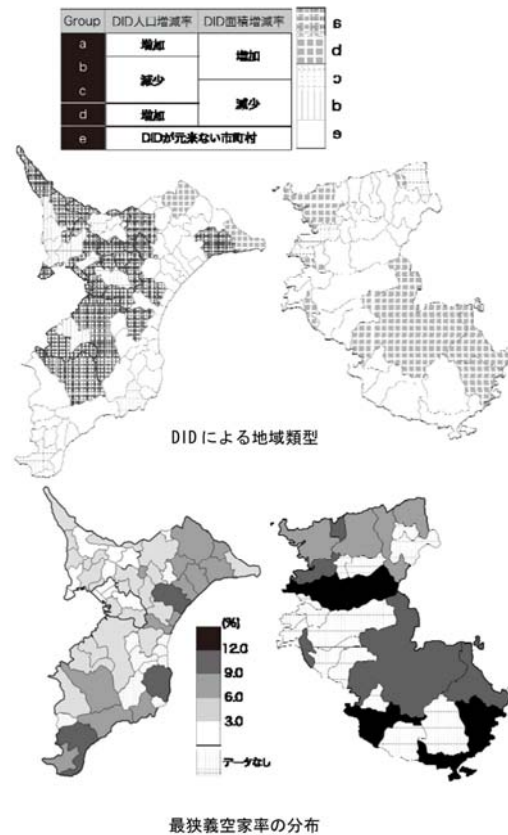 Group DID人口増減率 DID面積増減率
a 増加 増加
b 減少
c 減少
d 増加
e DIDが元来ない市町村
a
b
c
d
e
DIDによる地域類型
(%)
12.0
9.0
6.0
3.0
データなし
最狭義空家率の分布